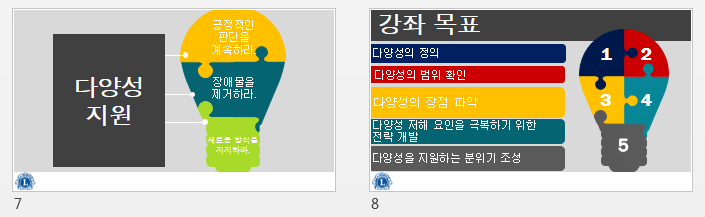 다양성
지원
긍정적인
판단을
계속하라.
장애물을
제거하라.
새로운 방식을
지지하라.
7
강좌 목표
다양성의 정의
다양성의 범위 확인
다양성의 장점 파악
다양성 저해 요인을 극복하기 위한
전략 개발
다양성을 지원하는 분위기 조성
1
2
3
4
5
8